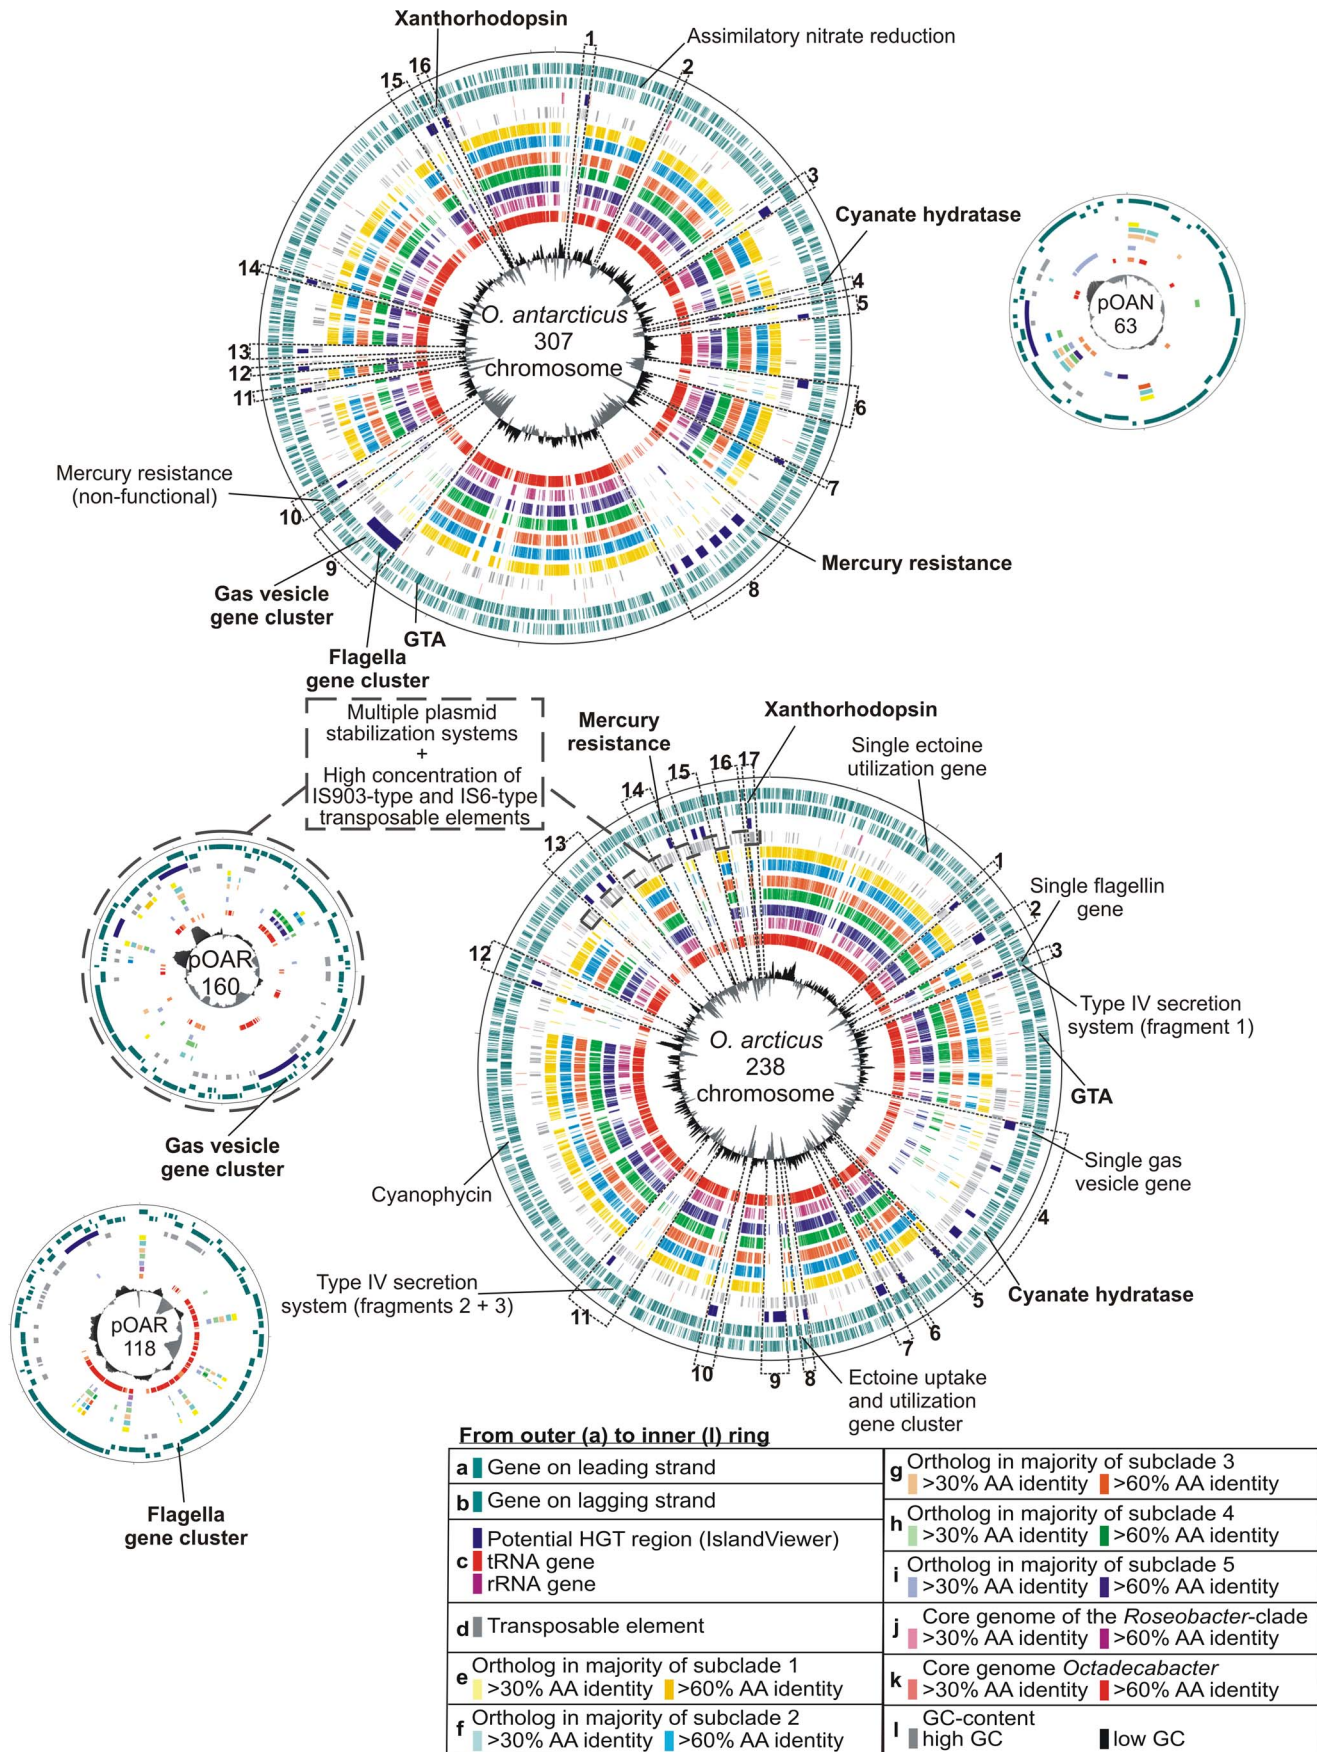 Xanthorhodopsin
Assimilatory nitrate reduction
15
16
1
2
3
Cyanate hydratase
4
5
6
7
Mercury resistance
8
14
13
12
11
Mercury resistance
(non-functional)
10
9
Gas vesicle
gene cluster
Flagella
gene cluster
GTA
O. antarcticus
307
chromosome
pOAN
63
Multiple plasmid
stabilization systems
+
High concentration of
IS903-type and IS6-type
transposable elements
Mercury
resistance
Xanthorhodopsin
Single ectoine
utilization gene
13
14
15
16
17
1
2
Single flagellin
gene
3
Type IV secretion
system (fragment 1)
GTA
Single gas
vesicle gene
4
Cyanate hydratase
5
6
7
8
9
10
Ectoine uptake
and utilization
gene cluster
11
Type IV secretion
system (fragments 2 + 3)
Cyanophycin
12
O. arcticus
238
chromosome
pOAR
160
Gas vesicle
gene cluster
pOAR
118
Flagella
gene cluster
From outer (a) to inner (l) ring
a Gene on leading strand
b Gene on lagging strand
Potential HGT region (IslandViewer)
c tRNA gene
rRNA gene
d Transposable element
e Ortholog in majority of subclade 1
>30% AA identity >60% AA identity
f Ortholog in majority of subclade 2
>30% AA identity >60% AA identity
g Ortholog in majority of subclade 3
>30% AA identity >60% AA identity
h Ortholog in majority of subclade 4
>30% AA identity >60% AA identity
i Ortholog in majority of subclade 5
>30% AA identity >60% AA identity
j Core genome of the Roseobacter-clade
>30% AA identity >60% AA identity
k Core genome Octadecabacter
>30% AA identity >60% AA identity
l GC-content
high GC low GC